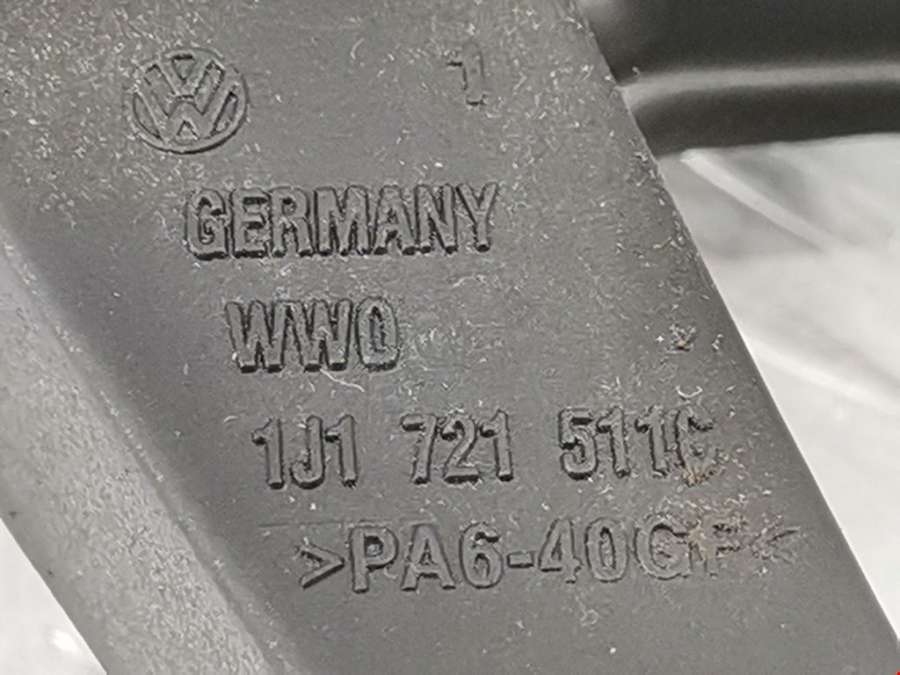 1
GERMANY
WWO
1J1 721 511C
>PA6-40GF<